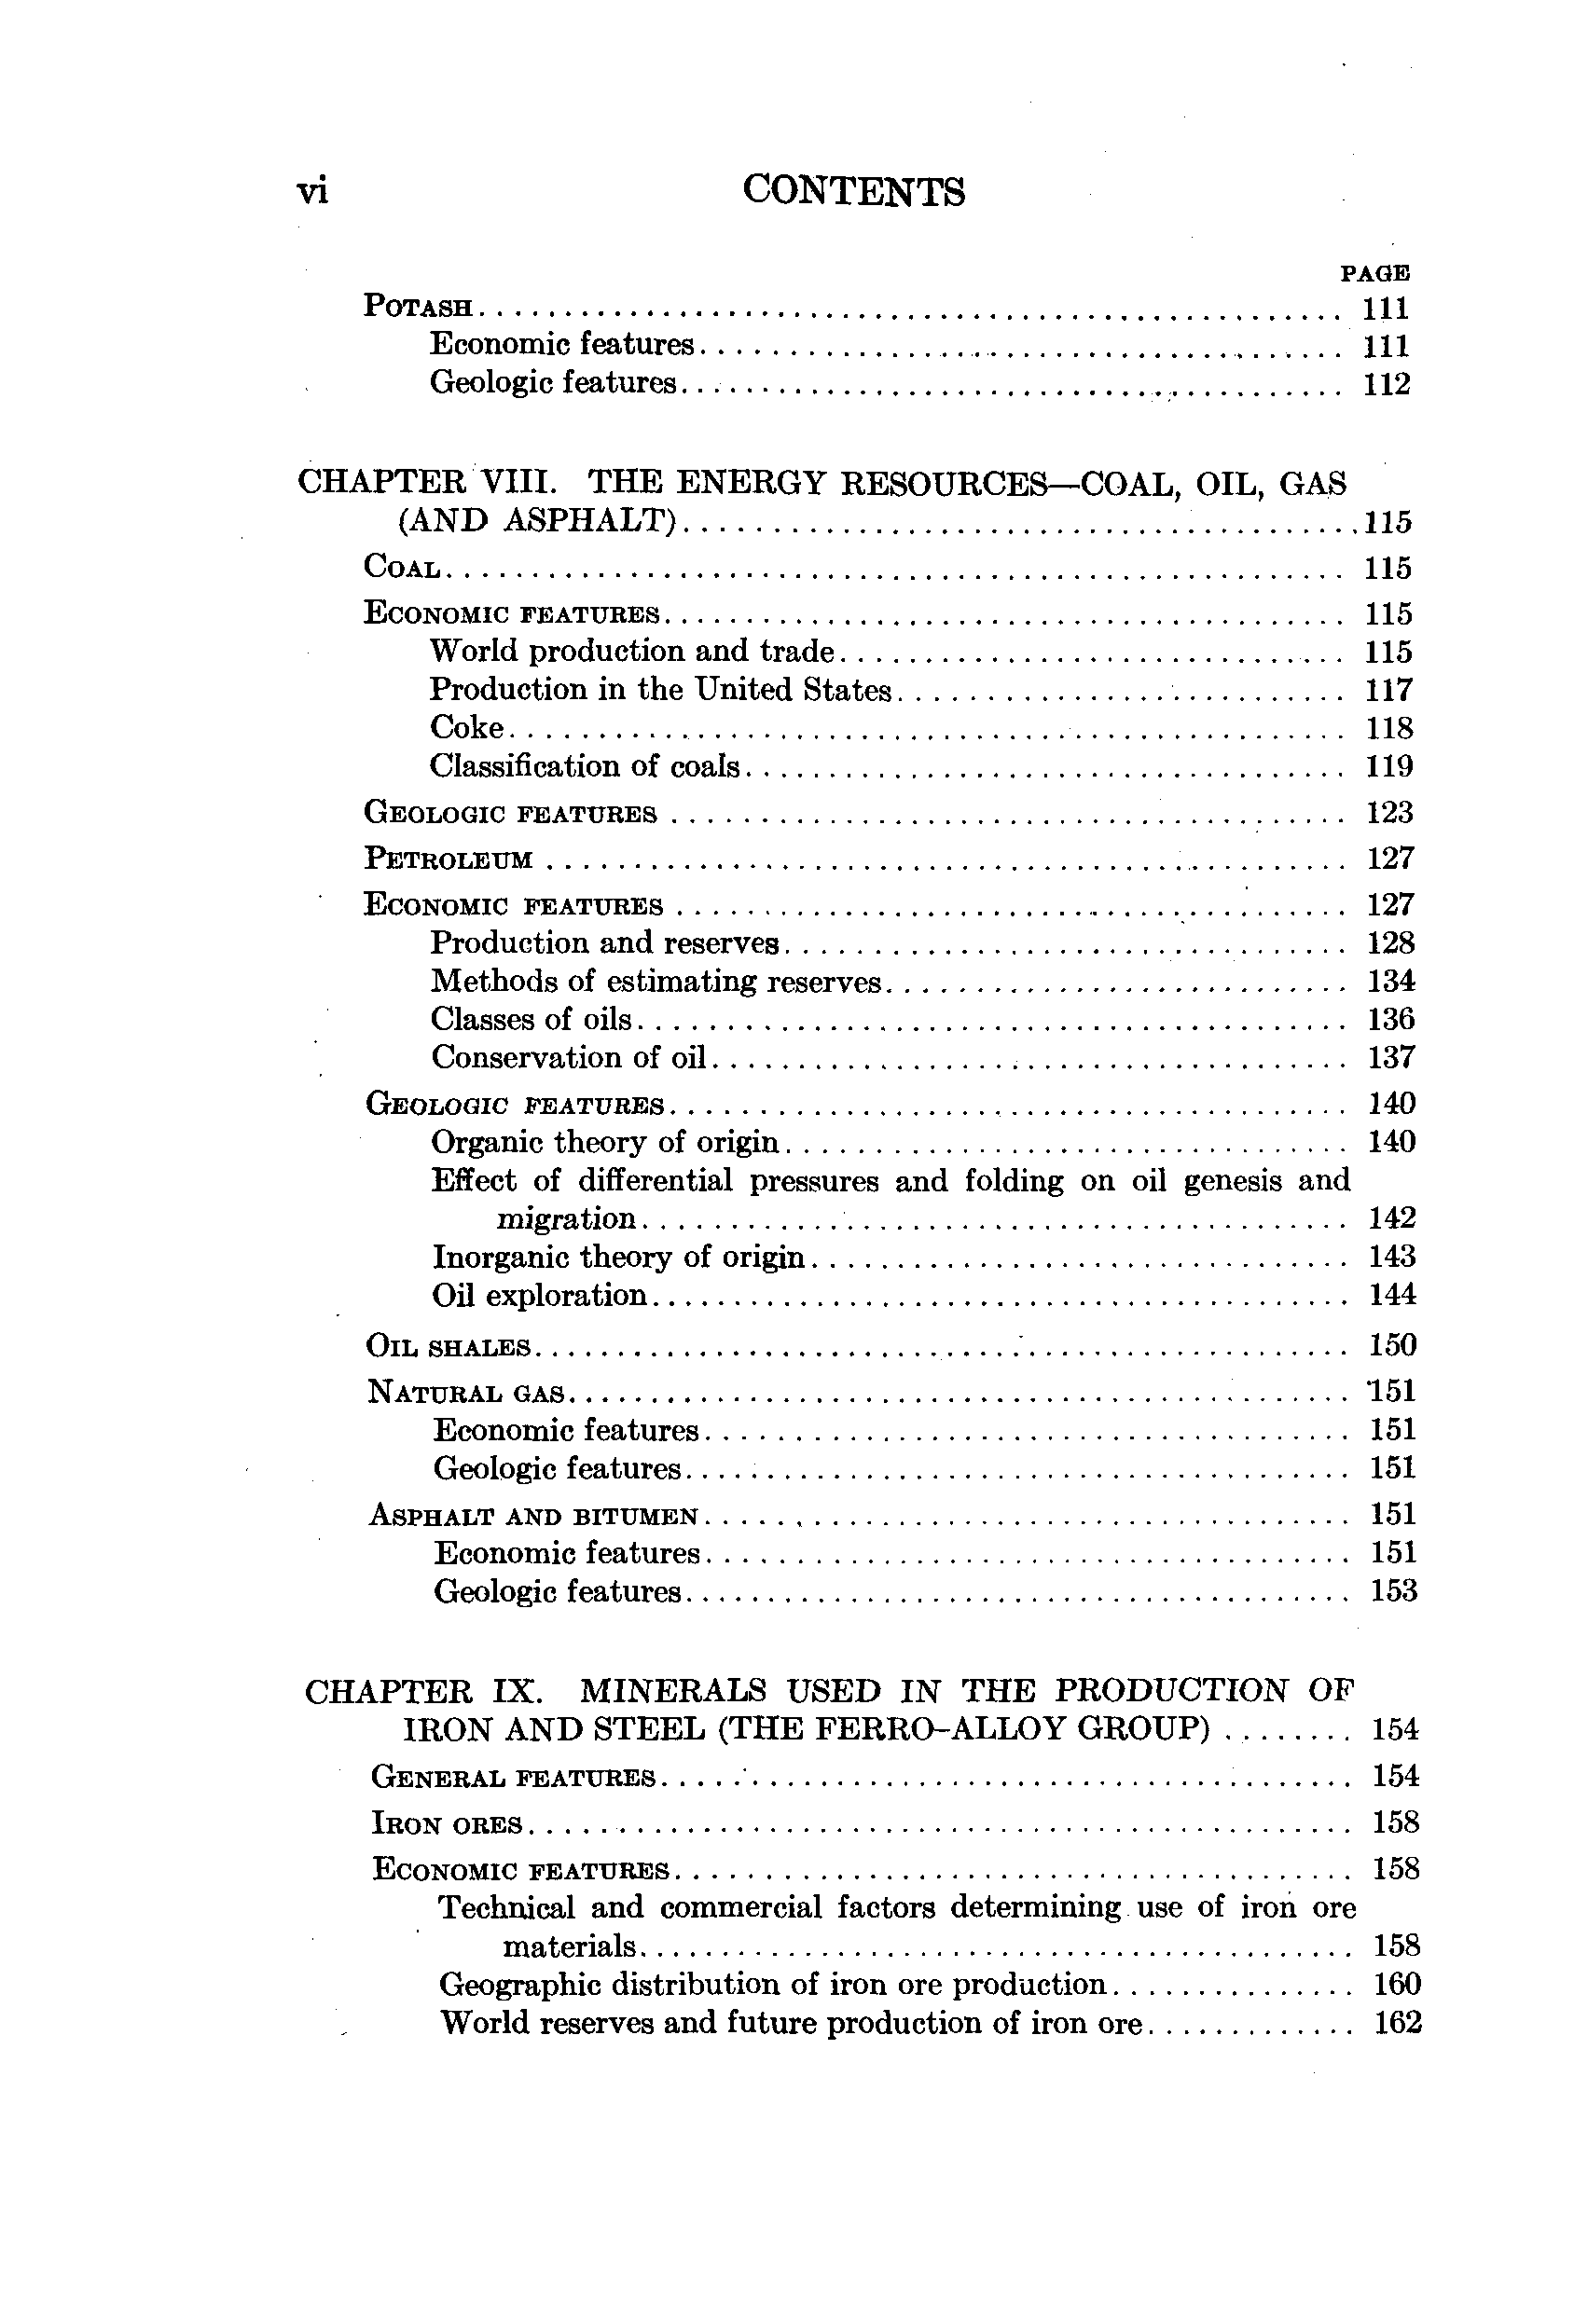 vi CONTENTS
PAGE
POTASH. . . . . . . . . . . . . . . . . . . . . . . . . . . . . . 111
Economic features. . . . . . . . . . . . . . . . . . . . . . . . . . . . . . 111
Geologic features. . . . . . . . . . . . . . . . . . . . . . . . . . . . . . 112
CHAPTER VIII. THE ENERGY RESOURCES—COAL, OIL, GAS
(AND ASPHALT). . . . . . . . . . . . . . . . . . . . . . . . . . . . . . 115
COAL. . . . . . . . . . . . . . . . . . . . . . . . . . . . . . 115
ECONOMIC FEATURES. . . . . . . . . . . . . . . . . . . . . . . . . . . . . . 115
World production and trade. . . . . . . . . . . . . . . . . . . . . . . . . . . . . . 115
Production in the United States. . . . . . . . . . . . . . . . . . . . . . . . . . 117
Coke. . . . . . . . . . . . . . . . . . . . . . . . . . . . . . 118
Classification of coals. . . . . . . . . . . . . . . . . . . . . . . . . . . . . . 119
GEOLOGIC FEATURES . . . . . . . . . . . . . . . . . . . . . . . . . . . . . . 123
PETROLEUM . . . . . . . . . . . . . . . . . . . . . . . . . . . . . . 127
ECONOMIC FEATURES . . . . . . . . . . . . . . . . . . . . . . . . . . . . . . 127
Production and reserves. . . . . . . . . . . . . . . . . . . . . . . . . . . . . . 128
Methods of estimating reserves. . . . . . . . . . . . . . . . . . . . . . . . . . 134
Classes of oils. . . . . . . . . . . . . . . . . . . . . . . . . . . . . . 136
Conservation of oil. . . . . . . . . . . . . . . . . . . . . . . . . . . . . . 137
GEOLOGIC FEATURES. . . . . . . . . . . . . . . . . . . . . . . . . . . . . . 140
Organic theory of origin. . . . . . . . . . . . . . . . . . . . . . . . . . . . . . 140
Effect of differential pressures and folding on oil genesis and
migration. . . . . . . . . . . . . . . . . . . . . . . . . . . . . . 142
Inorganic theory of origin. . . . . . . . . . . . . . . . . . . . . . . . . . . . . . 143
Oil exploration. . . . . . . . . . . . . . . . . . . . . . . . . . . . . . 144
OIL SHALES. . . . . . . . . . . . . . . . . . . . . . . . . . . . . . 150
NATURAL GAS. . . . . . . . . . . . . . . . . . . . . . . . . . . . . . 151
Economic features. . . . . . . . . . . . . . . . . . . . . . . . . . . . . . 151
Geologic features. . . . . . . . . . . . . . . . . . . . . . . . . . . . . . 151
ASPHALT AND BITUMEN. . . . . . . . . . . . . . . . . . . . . . . . . . . . . . 151
Economic features. . . . . . . . . . . . . . . . . . . . . . . . . . . . . . 151
Geologic features. . . . . . . . . . . . . . . . . . . . . . . . . . . . . . 153
CHAPTER IX. MINERALS USED IN THE PRODUCTION OF
IRON AND STEEL (THE FERRO-ALLOY GROUP) . . . . . . . . 154
GENERAL FEATURES. . . . . . . . . . . . . . . . . . . . . . . . . . . . . . 154
IRON ORES. . . . . . . . . . . . . . . . . . . . . . . . . . . . . . 158
ECONOMIC FEATURES. . . . . . . . . . . . . . . . . . . . . . . . . . . . . . 158
Technical and commercial factors determining use of iron ore
materials. . . . . . . . . . . . . . . . . . . . . . . . . . . . . . 158
Geographic distribution of iron ore production. . . . . . . . . . . . . . . 160
World reserves and future production of iron ore. . . . . . . . . . . . . 162